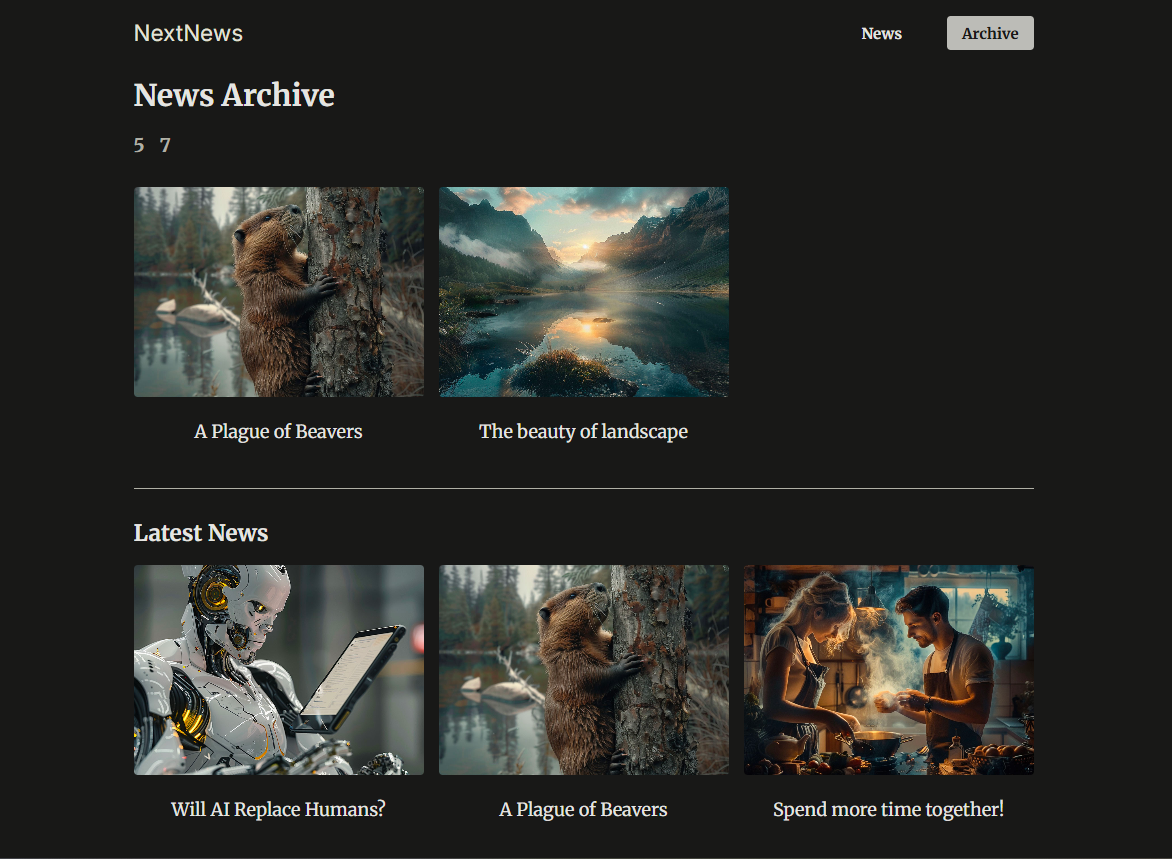 NextNews News Archive
News Archive
5 7
A Plague of Beavers The beauty of landscape
Latest News
Will AI Replace Humans? A Plague of Beavers Spend more time together!